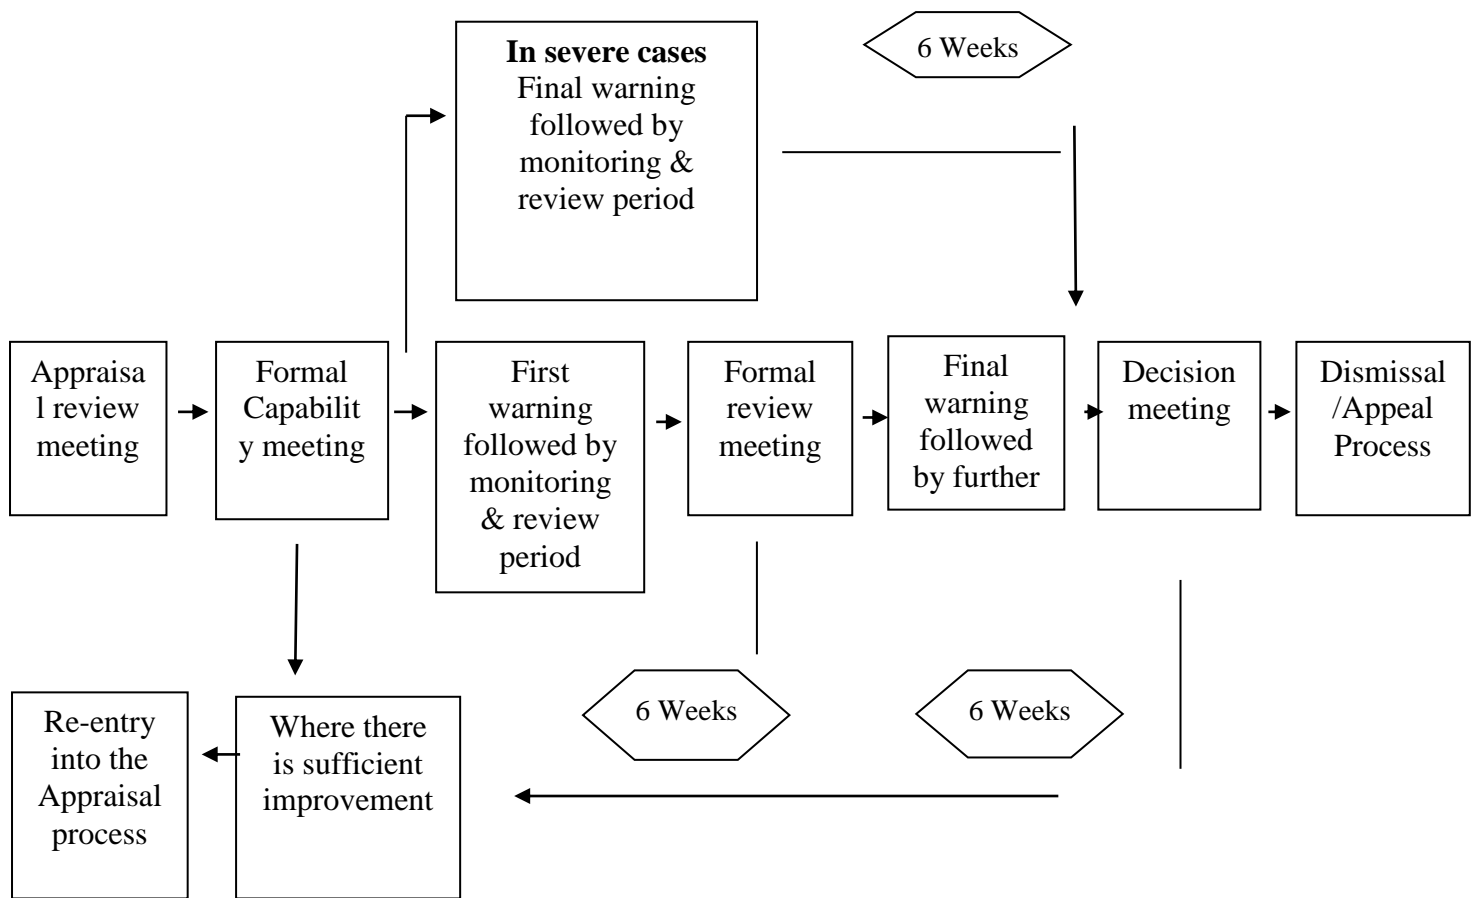 In severe cases
Final warning
followed by
monitoring &
review period
6 Weeks
Appraisa
l review
meeting
Formal
Capabilit
y meeting
First
warning
followed by
monitoring
& review
period
Formal
review
meeting
Final
warning
followed
by further
Decision
meeting
Dismissal
/Appeal
Process
Re-entry
into the
Appraisal
process
Where there
is sufficient
improvement
6 Weeks
6 Weeks